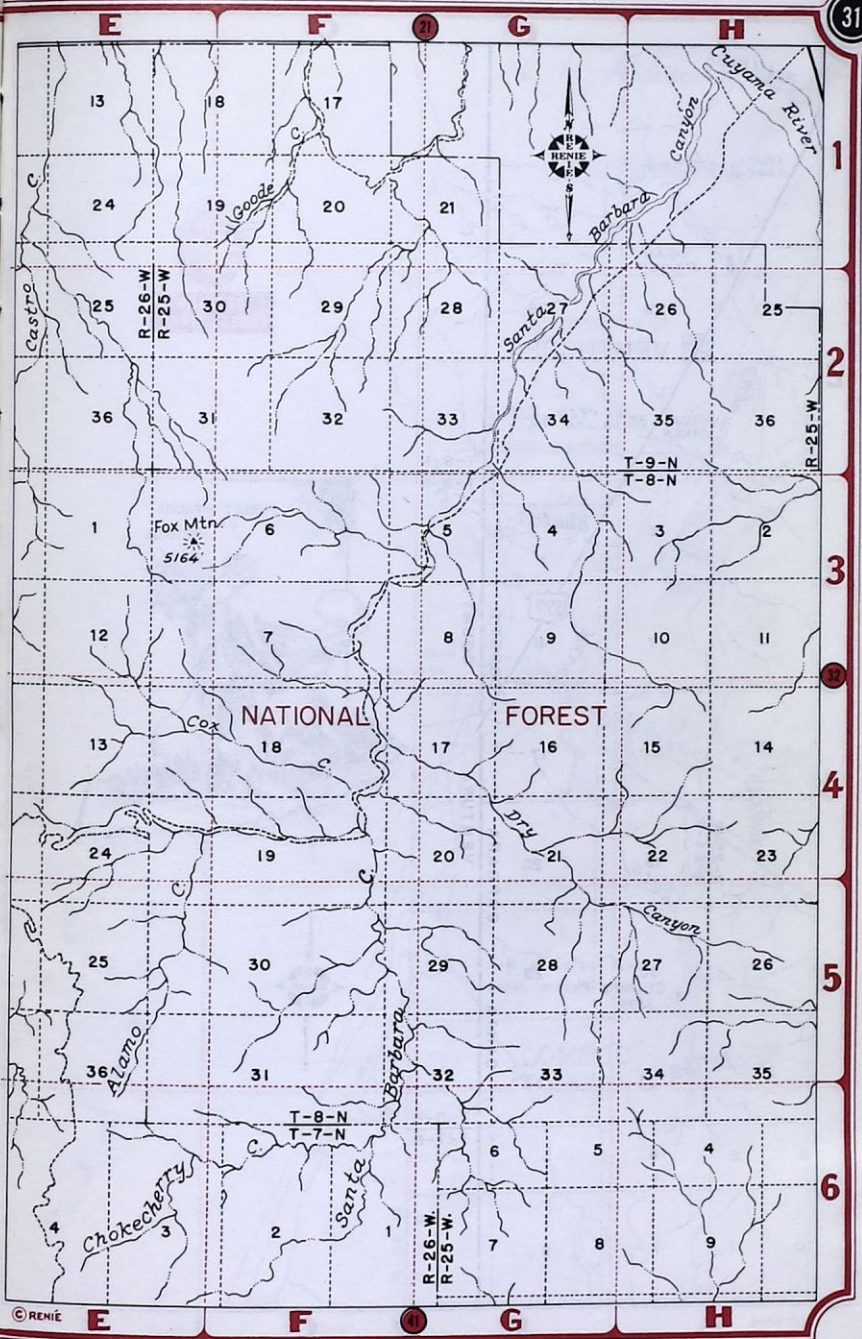 E F 21 G H 31
13 18 17 Cuyama River
C. Canyon
N
RENIE
RENIE
S
1
C. 24 19 Goode 20 21 Barbara
Castro 25 R-26-W R-25-W 30 29 28 Santa 27 26 25
2
36 31 32 33 34 35 36 R-25-W
T-9-N
T-8-N
1 Fox Mtn. 6 5 4 3 2
5164
3
12 7 8 9 10 11
32
NATIONAL FOREST
13 Cox 18 C. 17 16 15 14
4
Dry
24 19 20 21 22 23
C. C.
Canyon
25 30 29 28 27 26
5
Alamo Barbara
36 31 32 33 34 35
T-8-N
T-7-N
C. 6 5 4
6
Chokecherry Santa
4 3 2 1 R-26-W. R-25-W. 7 8 9
© RENIÉ E F 41 G H